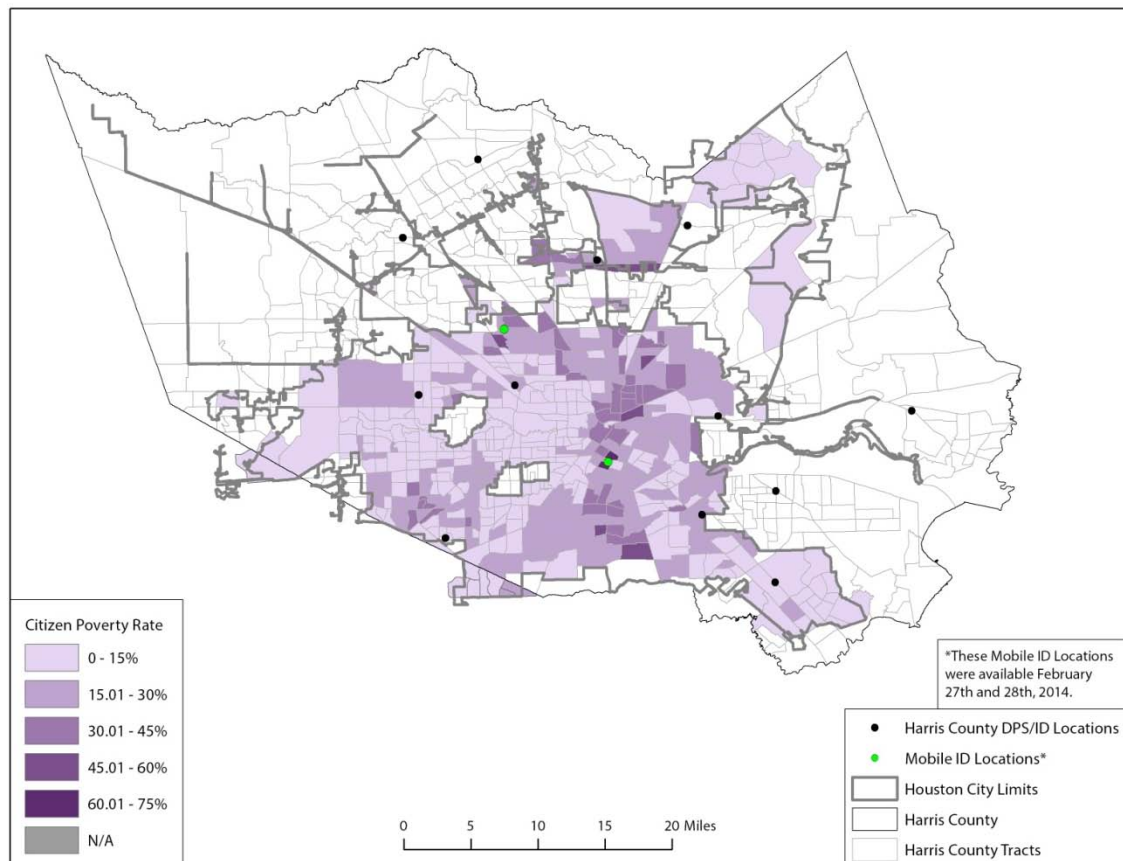 Citizen Poverty Rate
0 - 15%
15.01 - 30%
30.01 - 45%
45.01 - 60%
60.01 - 75%
N/A
0 5 10 15 20 Miles
*These Mobile ID Locations
were available February
27th and 28th, 2014.
Harris County DPS/ID Locations
Mobile ID Locations*
Houston City Limits
Harris County
Harris County Tracts